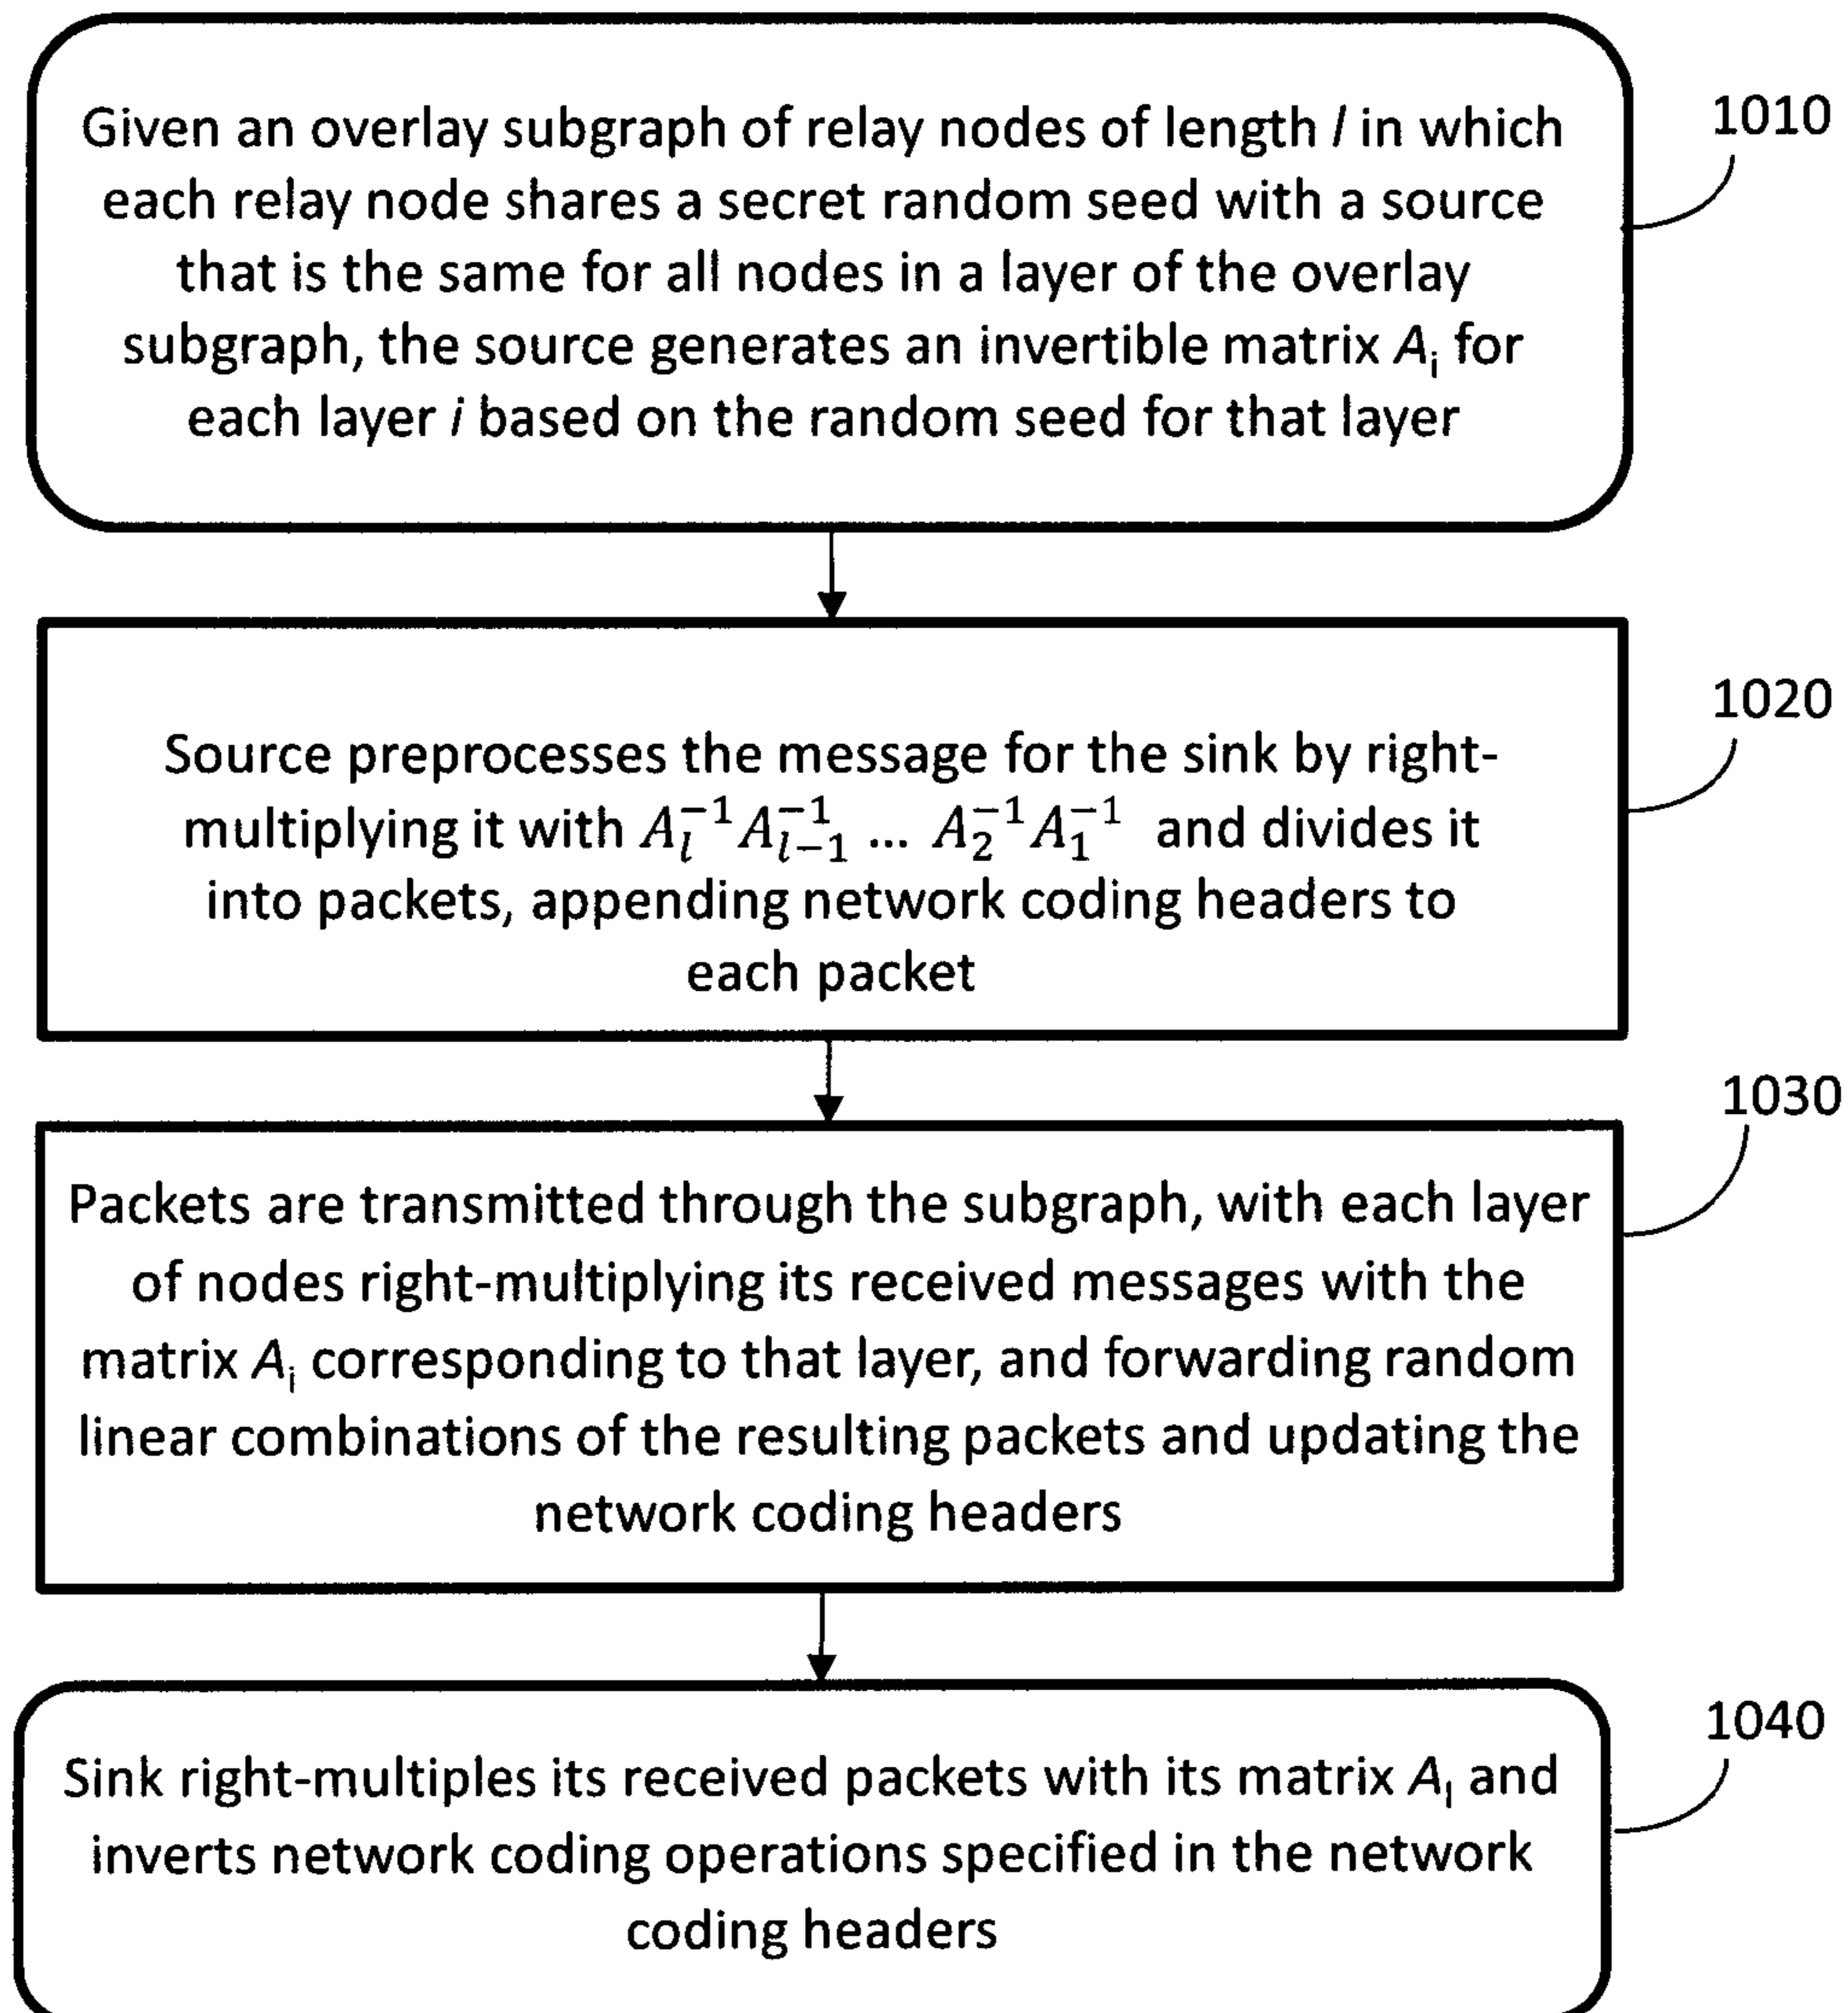 Given an overlay subgraph of relay nodes of length l in which
each relay node shares a secret random seed with a source
that is the same for all nodes in a layer of the overlay
subgraph, the source generates an invertible matrix Aᵢ for
each layer i based on the random seed for that layer
1010
Source preprocesses the message for the sink by right-
multiplying it with A_l^{-1} A_{l-1}^{-1} ... A_2^{-1} A_1^{-1} and divides it
into packets, appending network coding headers to
each packet
1020
Packets are transmitted through the subgraph, with each layer
of nodes right-multiplying its received messages with the
matrix Aᵢ corresponding to that layer, and forwarding random
linear combinations of the resulting packets and updating the
network coding headers
1030
Sink right-multiples its received packets with its matrix A_l and
inverts network coding operations specified in the network
coding headers
1040